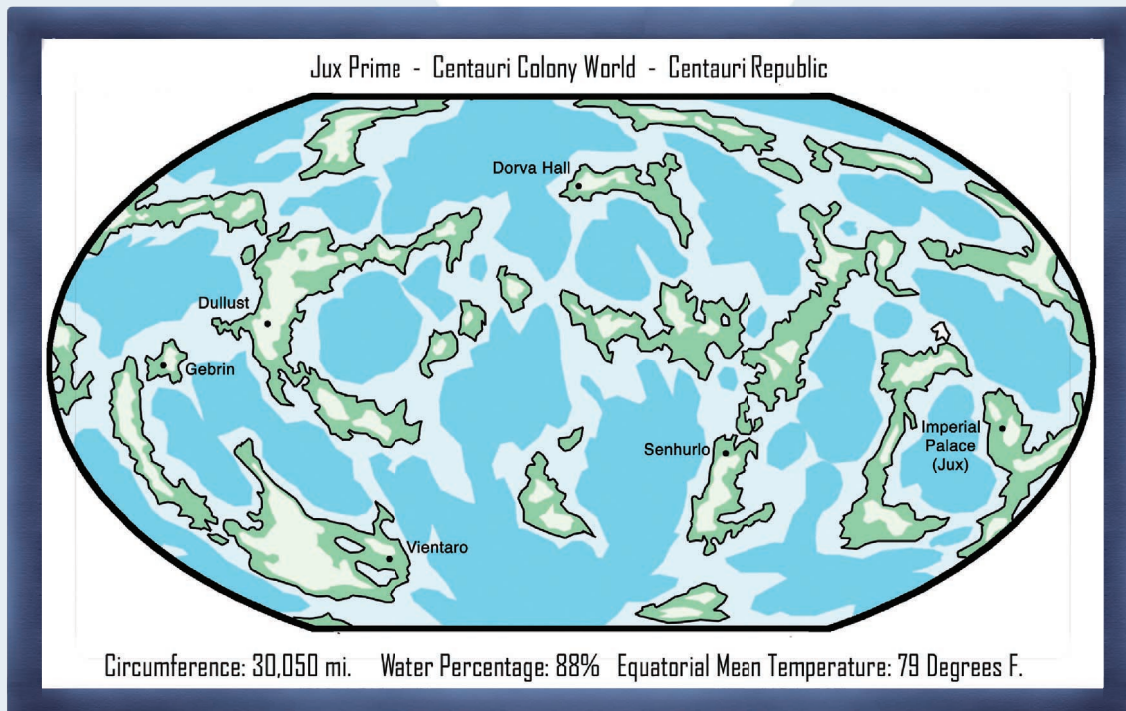 Jux Prime - Centauri Colony World - Centauri Republic
Dorva Hall
Dullust
Gebrin
Imperial
Palace
(Jux)
Senhurlo
Vientaro
Circumference: 30,050 mi. Water Percentage: 88% Equatorial Mean Temperature: 79 Degrees F.